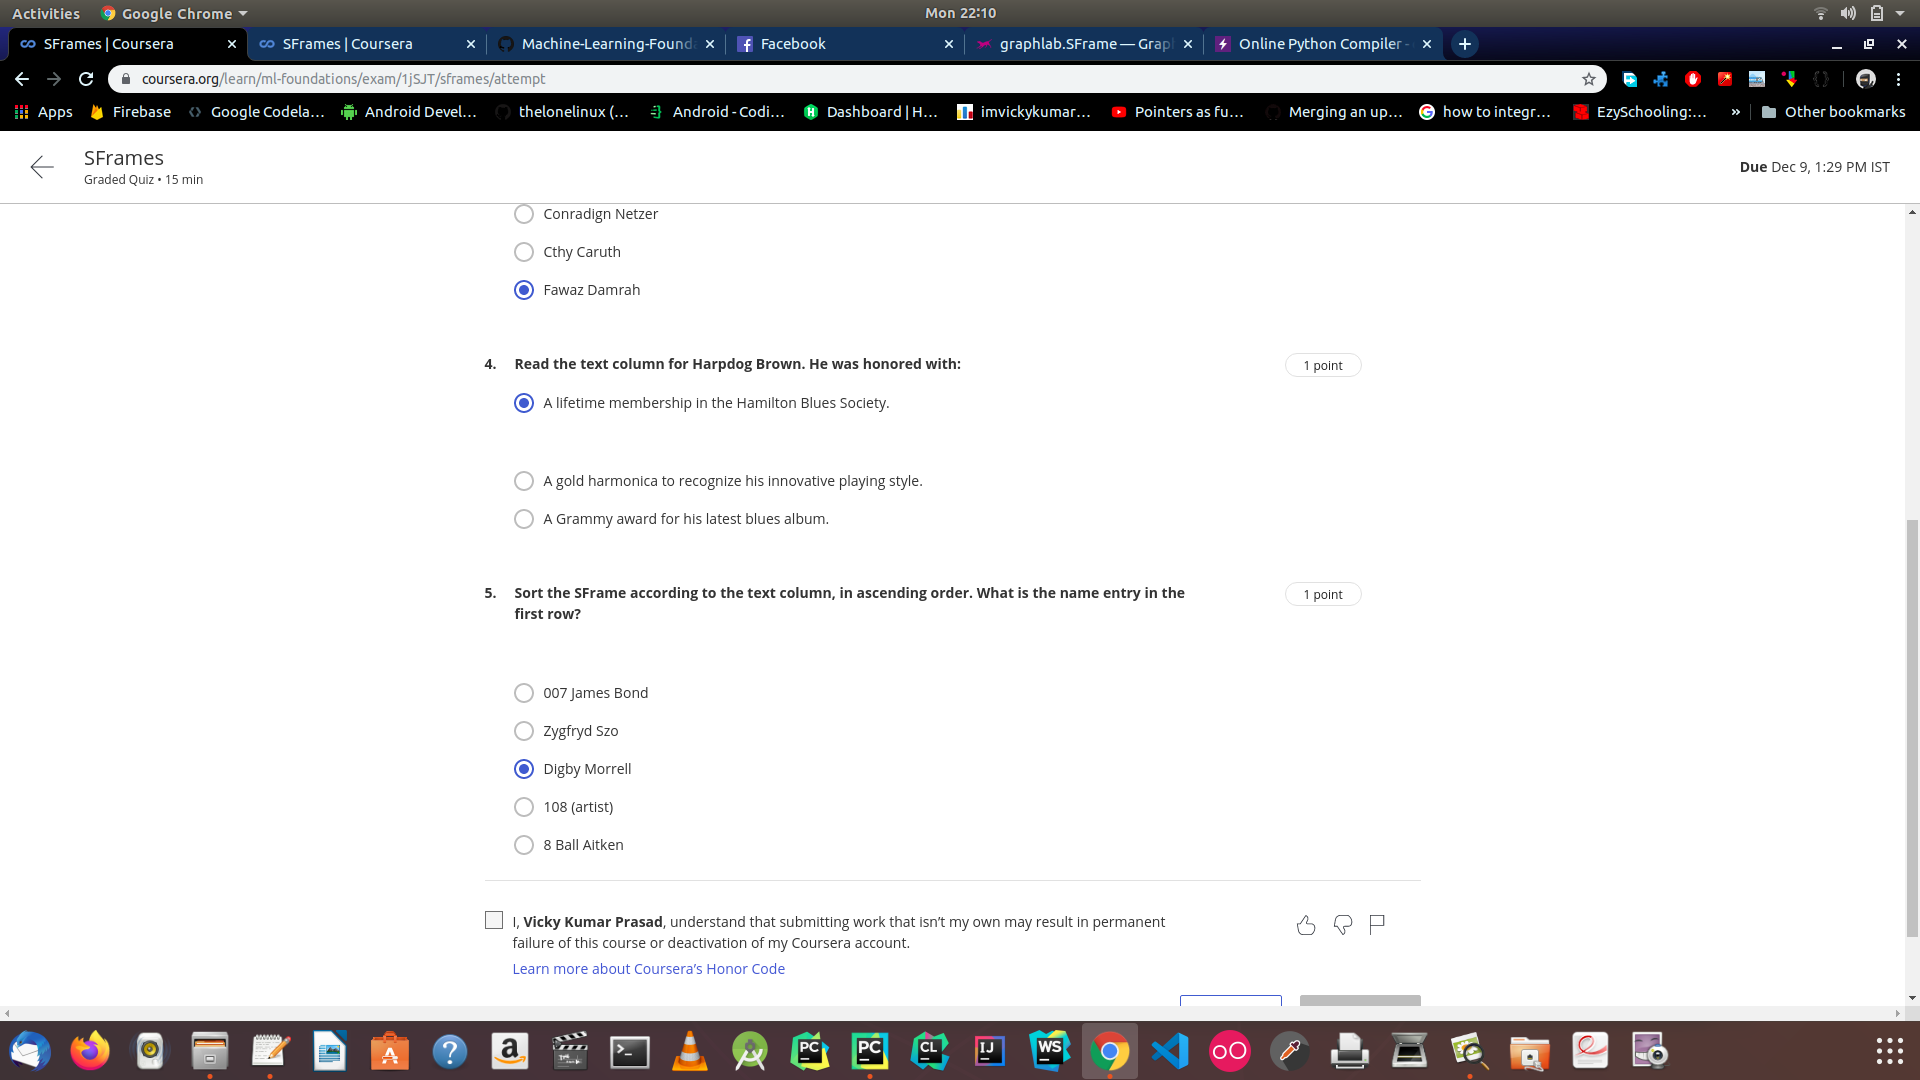 Activities
Google Chrome
Mon 22:10
SFrames | Coursera
SFrames | Coursera
Machine-Learning-Found
Facebook
graphlab.SFrame — Grap
Online Python Compiler -
coursera.org/learn/ml-foundations/exam/1jSJT/sframes/attempt
Apps
Firebase
Google Codela...
Android Devel...
thelonelinux (...
Android - Codi...
Dashboard | H...
imvickykumar...
Pointers as fu...
Merging an up...
how to integr...
EzySchooling:...
»
Other bookmarks
SFrames
Graded Quiz • 15 min
Due Dec 9, 1:29 PM IST
Conradign Netzer
Cthy Caruth
Fawaz Damrah
4. Read the text column for Harpdog Brown. He was honored with:
1 point
A lifetime membership in the Hamilton Blues Society.
A gold harmonica to recognize his innovative playing style.
A Grammy award for his latest blues album.
5. Sort the SFrame according to the text column, in ascending order. What is the name entry in the
first row?
1 point
007 James Bond
Zygfryd Szo
Digby Morrell
108 (artist)
8 Ball Aitken
I, Vicky Kumar Prasad, understand that submitting work that isn’t my own may result in permanent
failure of this course or deactivation of my Coursera account.
Learn more about Coursera’s Honor Code
PC
PC
CL
IJ
WS